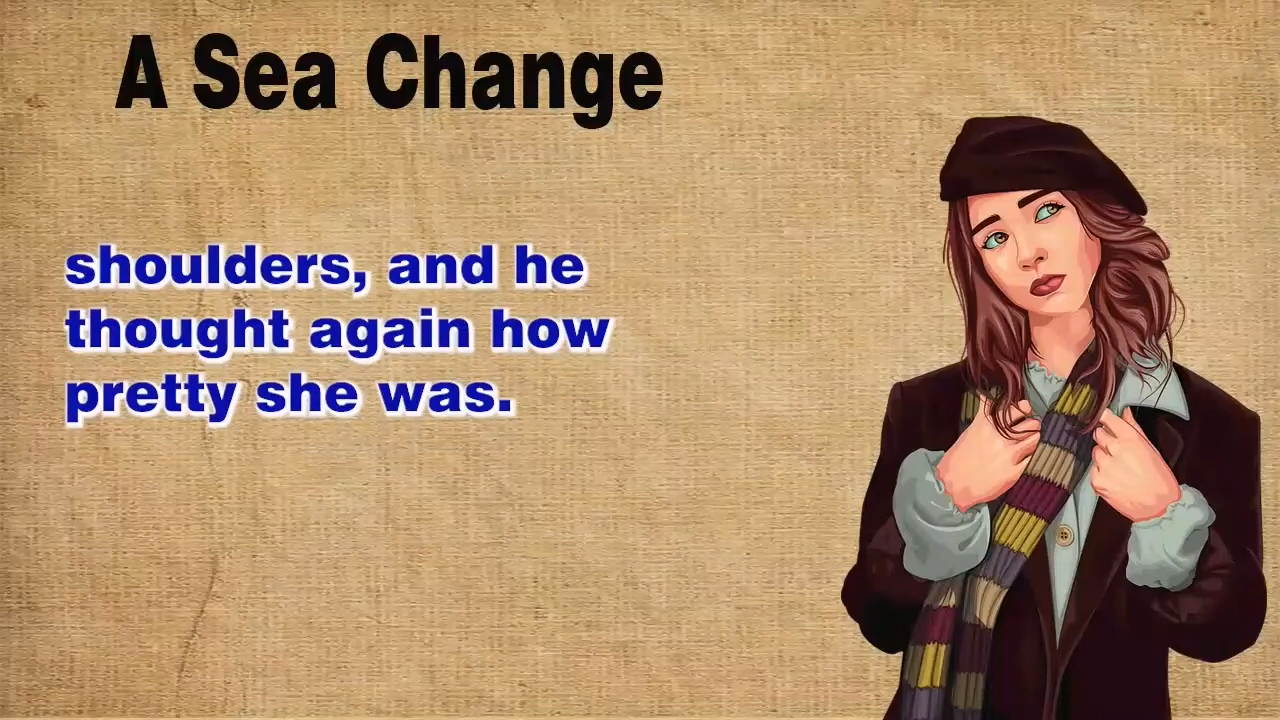 A Sea Change
shoulders, and he
thought again how
pretty she was.